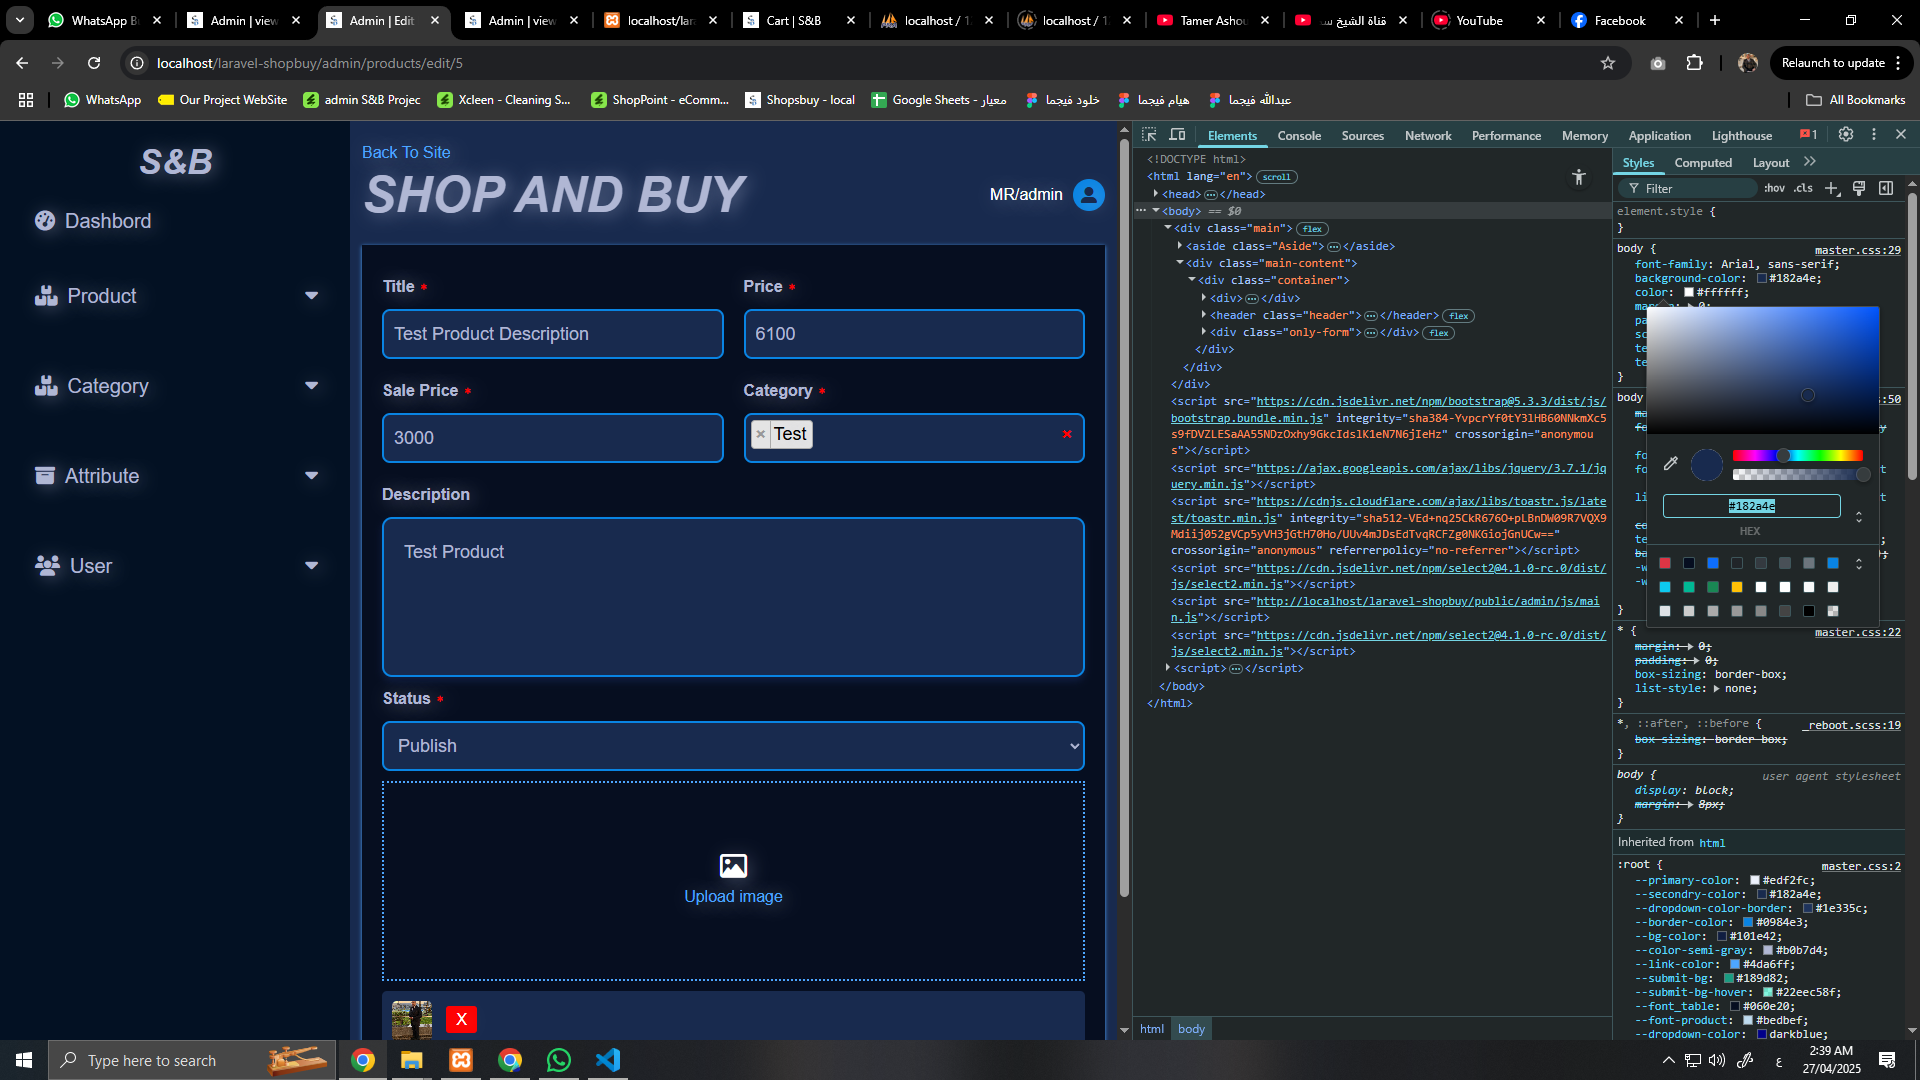 WhatsApp Bu
Admin | view
Admin | Edit
Admin | view
localhost/lara
Cart | S&B
localhost / 12
localhost / 12
Tamer Ashou
قناة الشيخ سـ
YouTube
Facebook
localhost/laravel-shopbuy/admin/products/edit/5
Relaunch to update
WhatsApp
Our Project WebSite
admin S&B Projec
Xcleen - Cleaning S...
ShopPoint - eComm...
Shopsbuy - local
Google Sheets - معيار
خلود فيجما
هيام فيجما
عبدالله فيجما
All Bookmarks
S&B
Dashbord
Product
Category
Attribute
User
Back To Site
SHOP AND BUY
MR/admin
Title *
Price *
Test Product Description
6100
Sale Price *
Category *
3000
× Test
×
Description
Test Product
Status *
Publish
Upload image
X
Elements
Console
Sources
Network
Performance
Memory
Application
Lighthouse
1
<!DOCTYPE html>
<html lang="en"> scroll
<head> </head>
<body> == $0
<div class="main"> flex
<aside class="Aside"> </aside>
<div class="main-content">
<div class="container">
<div> </div>
<header class="header"> </header> flex
<div class="only-form"> </div> flex
</div>
</div>
</div>
<script src="https://cdn.jsdelivr.net/npm/bootstrap@5.3.3/dist/js/
bootstrap.bundle.min.js" integrity="sha384-YvpcrYf0tY3lHB60NNkmXc5
s9fDVZLESaAA55NDzOxhy9GkcIdslK1eN7N6jIeHz" crossorigin="anonymou
s"></script>
<script src="https://ajax.googleapis.com/ajax/libs/jquery/3.7.1/jq
uery.min.js"></script>
<script src="https://cdnjs.cloudflare.com/ajax/libs/toastr.js/late
st/toastr.min.js" integrity="sha512-VEd+nq25CkR676O+pLBnDW09R7VQX9
Mdiij052gVCp5yVH3jGtH70Ho/UUv4mJDsEdTvqRCFZg0NKGiojGnUCw=="
crossorigin="anonymous" referrerpolicy="no-referrer"></script>
<script src="https://cdn.jsdelivr.net/npm/select2@4.1.0-rc.0/dist/
js/select2.min.js"></script>
<script src="http://localhost/laravel-shopbuy/public/admin/js/mai
n.js"></script>
<script src="https://cdn.jsdelivr.net/npm/select2@4.1.0-rc.0/dist/
js/select2.min.js"></script>
<script> </script>
</body>
</html>
html
body
Styles
Computed
Layout
Filter
:hov
.cls
element.style {
}
body {
master.css:29
font-family: Arial, sans-serif;
background-color: #182a4e;
color: #ffffff;
}
body
:50
#182a4e
HEX
}
* {
master.css:22
margin: 0;
padding: 0;
box-sizing: border-box;
list-style: none;
}
*, ::after, ::before {
_reboot.scss:19
box-sizing: border-box;
}
body {
user agent stylesheet
display: block;
margin: 8px;
}
Inherited from html
:root {
master.css:2
--primary-color: #edf2fc;
--secondry-color: #182a4e;
--dropdown-color-border: #1e335c;
--border-color: #0984e3;
--bg-color: #101e42;
--color-semi-gray: #b0b7d4;
--link-color: #4da6ff;
--submit-bg: #189d82;
--submit-bg-hover: #22eec58f;
--font_table: #060e20;
--font-product: #bedbef;
--dropdown-color: darkblue;
Type here to search
ع
2:39 AM
27/04/2025